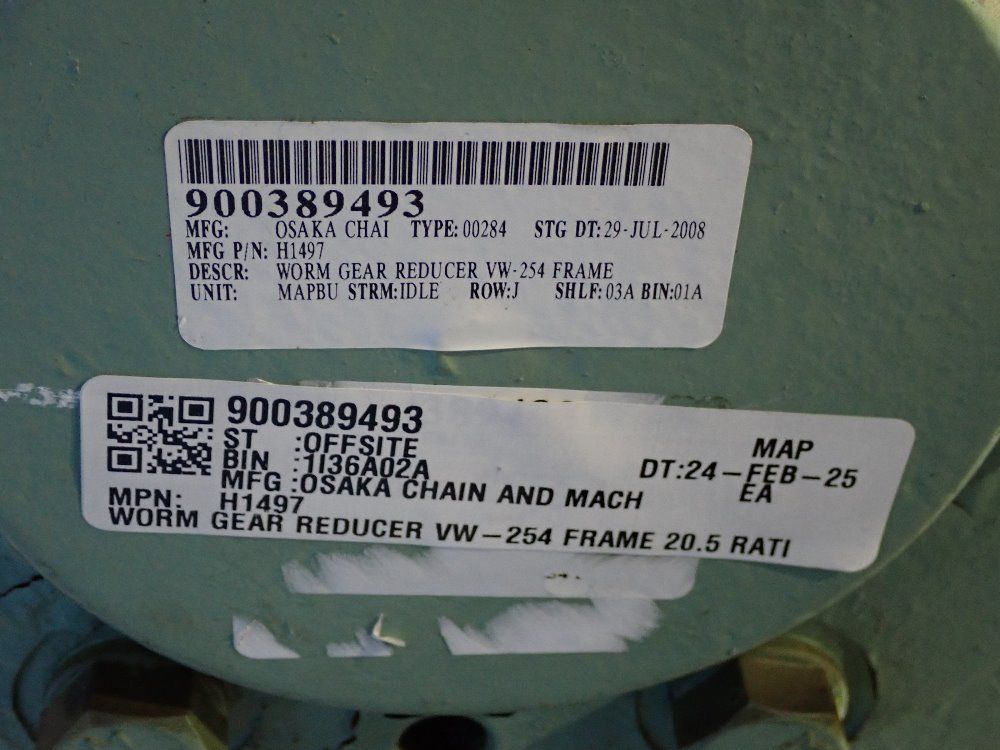 900389493
MFG: OSAKA CHAI TYPE: 00284 STG DT: 29-JUL-2008
MFG P/N: H1497
DESCR: WORM GEAR REDUCER VW-254 FRAME
UNIT: MAPBU STRM:IDLE ROW:J SHLF: 03A BIN:01A
900389493
ST :OFFSITE MAP
BIN :1I36A02A DT:24-FEB-25
MFG :OSAKA CHAIN AND MACH EA
MPN: H1497
WORM GEAR REDUCER VW-254 FRAME 20.5 RATI